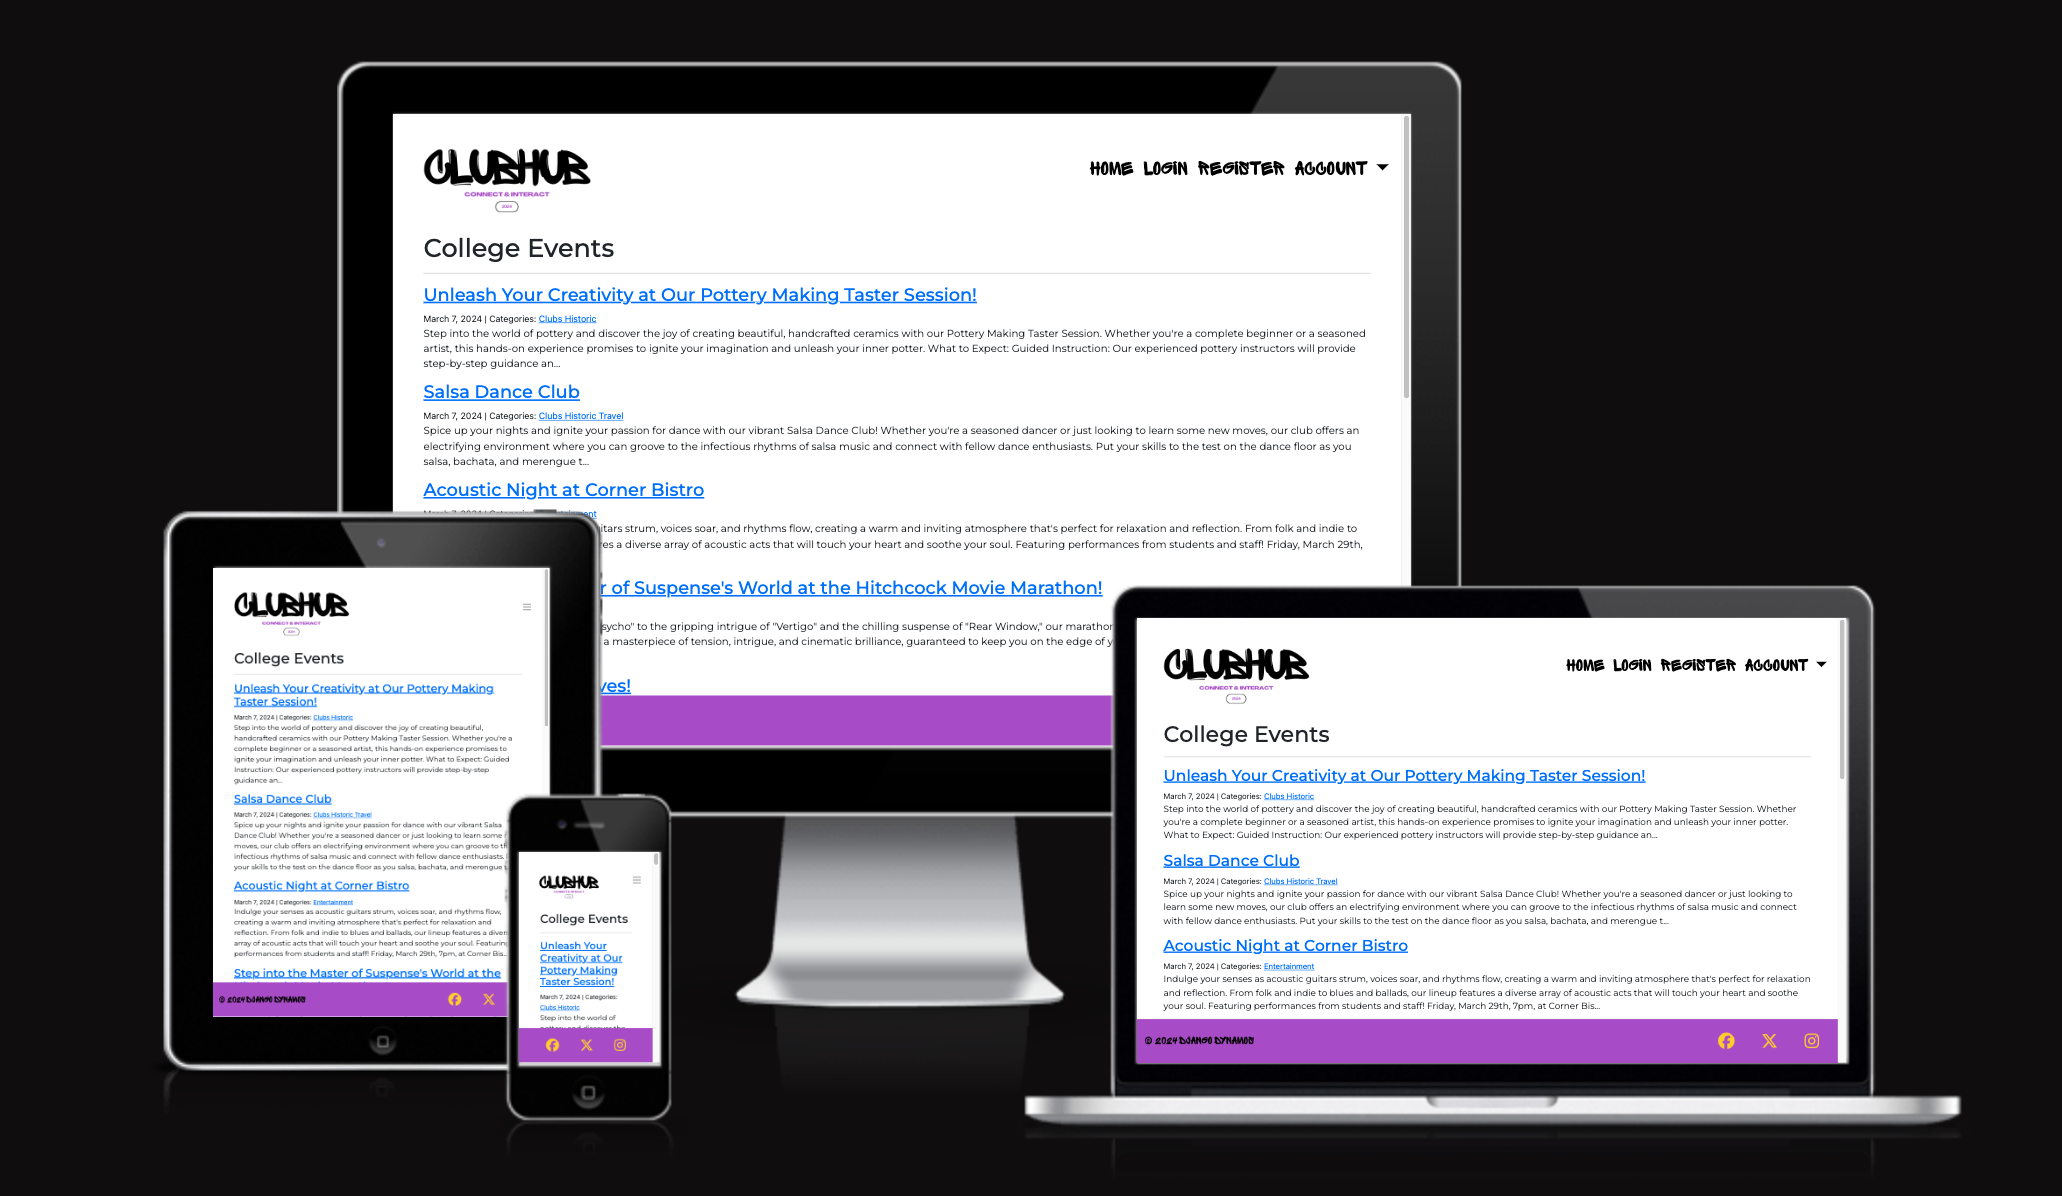 CLUBHUB
CONNECT & INTERACT
2024
HOME LOGIN REGISTER ACCOUNT
College Events
Unleash Your Creativity at Our Pottery Making Taster Session!
March 7, 2024 | Categories: Clubs Historic
Step into the world of pottery and discover the joy of creating beautiful, handcrafted ceramics with our Pottery Making Taster Session. Whether you're a complete beginner or a seasoned
artist, this hands-on experience promises to ignite your imagination and unleash your inner potter. What to Expect: Guided Instruction: Our experienced pottery instructors will provide
step-by-step guidance an...
Salsa Dance Club
March 7, 2024 | Categories: Clubs Historic Travel
Spice up your nights and ignite your passion for dance with our vibrant Salsa Dance Club! Whether you're a seasoned dancer or just looking to learn some new moves, our club offers an
electrifying environment where you can groove to the infectious rhythms of salsa music and connect with fellow dance enthusiasts. Put your skills to the test on the dance floor as you
salsa, bachata, and merengue t...
Acoustic Night at Corner Bistro
strum, voices soar, and rhythms flow, creating a warm and inviting atmosphere that's perfect for relaxation and reflection. From folk and indie to
a diverse array of acoustic acts that will touch your heart and soothe your soul. Featuring performances from students and staff! Friday, March 29th,
of Suspense's World at the Hitchcock Movie Marathon!
to the gripping intrigue of "Vertigo" and the chilling suspense of "Rear Window," our marathon
a masterpiece of tension, intrigue, and cinematic brilliance, guaranteed to keep you on the edge of
CLUBHUB
CONNECT & INTERACT
College Events
Unleash Your Creativity at Our Pottery Making
Taster Session!
March 7, 2024 | Categories: Clubs Historic
Step into the world of pottery and discover the joy of creating beautiful,
handcrafted ceramics with our Pottery Making Taster Session. Whether you're a
complete beginner or a seasoned artist, this hands-on experience promises to
ignite your imagination and unleash your inner potter. What to Expect: Guided
Instruction: Our experienced pottery instructors will provide step-by-step
guidance an...
Salsa Dance Club
March 7, 2024 | Categories: Clubs Historic Travel
Spice up your nights and ignite your passion for dance with our vibrant Salsa
Dance Club! Whether you're a seasoned dancer or just looking to learn some
moves, our club offers an electrifying environment where you can groove to
infectious rhythms of salsa music and connect with fellow dance enthusiasts.
your skills to the test on the dance floor as you salsa, bachata, and merengue
Acoustic Night at Corner Bistro
March 7, 2024 | Categories: Entertainment
Indulge your senses as acoustic guitars strum, voices soar, and rhythms flow,
creating a warm and inviting atmosphere that's perfect for relaxation and
reflection. From folk and indie to blues and ballads, our lineup features a
array of acoustic acts that will touch your heart and soothe your soul. Featuring
performances from students and staff! Friday, March 29th, 7pm, at Corner Bis...
Step into the Master of Suspense's World at the
© 2024 DJANGO DYNAMOS
CLUBHUB
College Events
Unleash Your
Creativity at Our
Pottery Making
Taster Session!
March 7, 2024 | Categories:
Clubs Historic
Step into the world of
CLUBHUB
CONNECT & INTERACT
HOME LOGIN REGISTER ACCOUNT
College Events
Unleash Your Creativity at Our Pottery Making Taster Session!
March 7, 2024 | Categories: Clubs Historic
Step into the world of pottery and discover the joy of creating beautiful, handcrafted ceramics with our Pottery Making Taster Session. Whether
you're a complete beginner or a seasoned artist, this hands-on experience promises to ignite your imagination and unleash your inner potter.
What to Expect: Guided Instruction: Our experienced pottery instructors will provide step-by-step guidance an...
Salsa Dance Club
March 7, 2024 | Categories: Clubs Historic Travel
Spice up your nights and ignite your passion for dance with our vibrant Salsa Dance Club! Whether you're a seasoned dancer or just looking to
learn some new moves, our club offers an electrifying environment where you can groove to the infectious rhythms of salsa music and connect
with fellow dance enthusiasts. Put your skills to the test on the dance floor as you salsa, bachata, and merengue t...
Acoustic Night at Corner Bistro
March 7, 2024 | Categories: Entertainment
Indulge your senses as acoustic guitars strum, voices soar, and rhythms flow, creating a warm and inviting atmosphere that's perfect for relaxation
and reflection. From folk and indie to blues and ballads, our lineup features a diverse array of acoustic acts that will touch your heart and soothe
your soul. Featuring performances from students and staff! Friday, March 29th, 7pm, at Corner Bis...
© 2024 DJANGO DYNAMOS